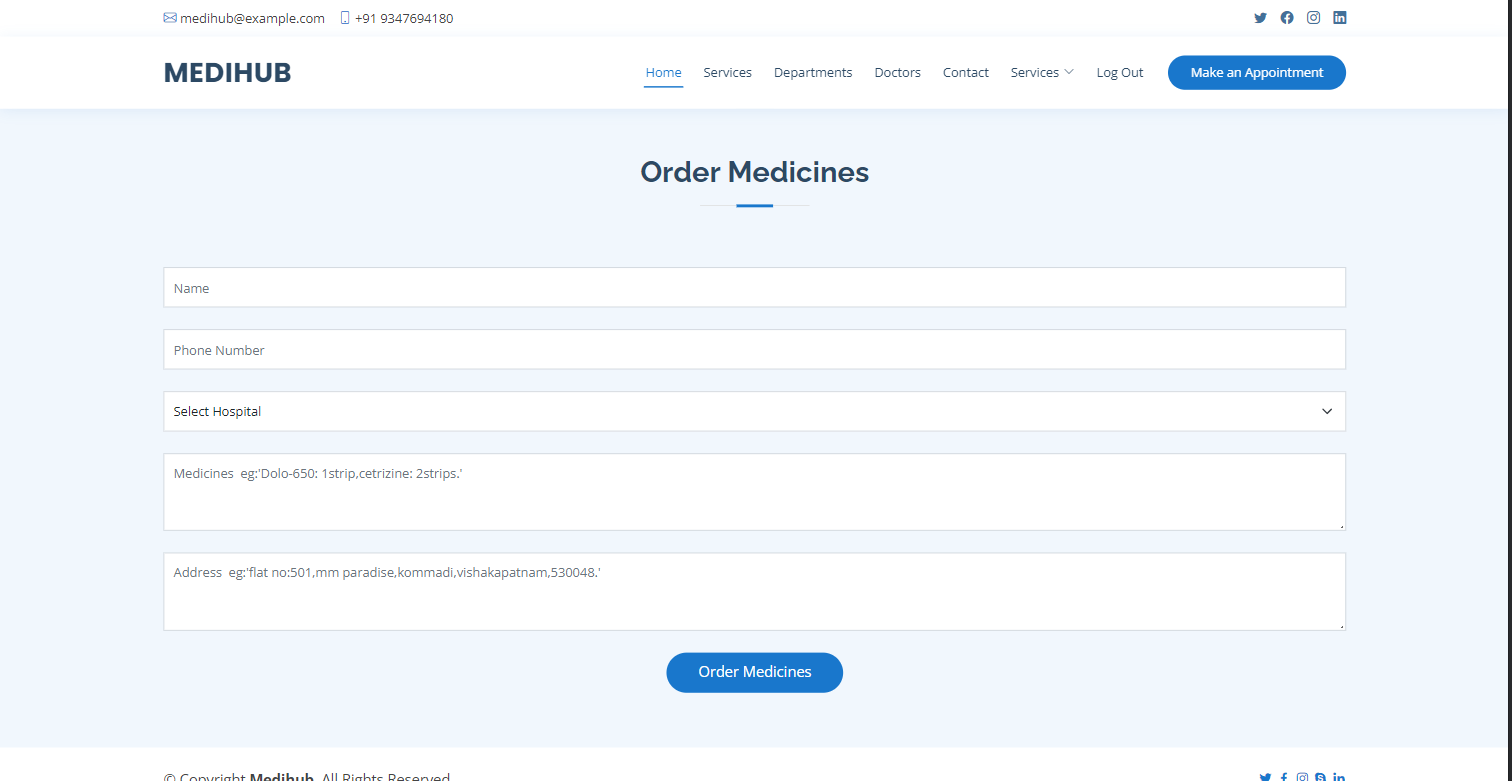 medihub@example.com +91 9347694180
MEDIHUB Home Services Departments Doctors Contact Services Log Out Make an Appointment
Order Medicines
Name
Phone Number
Select Hospital
Medicines eg:'Dolo-650: 1strip,cetrizine: 2strips.'
Address eg:'flat no:501,mm paradise,kommadi,vishakapatnam,530048.'
Order Medicines
© Copyright Medihub. All Rights Reserved